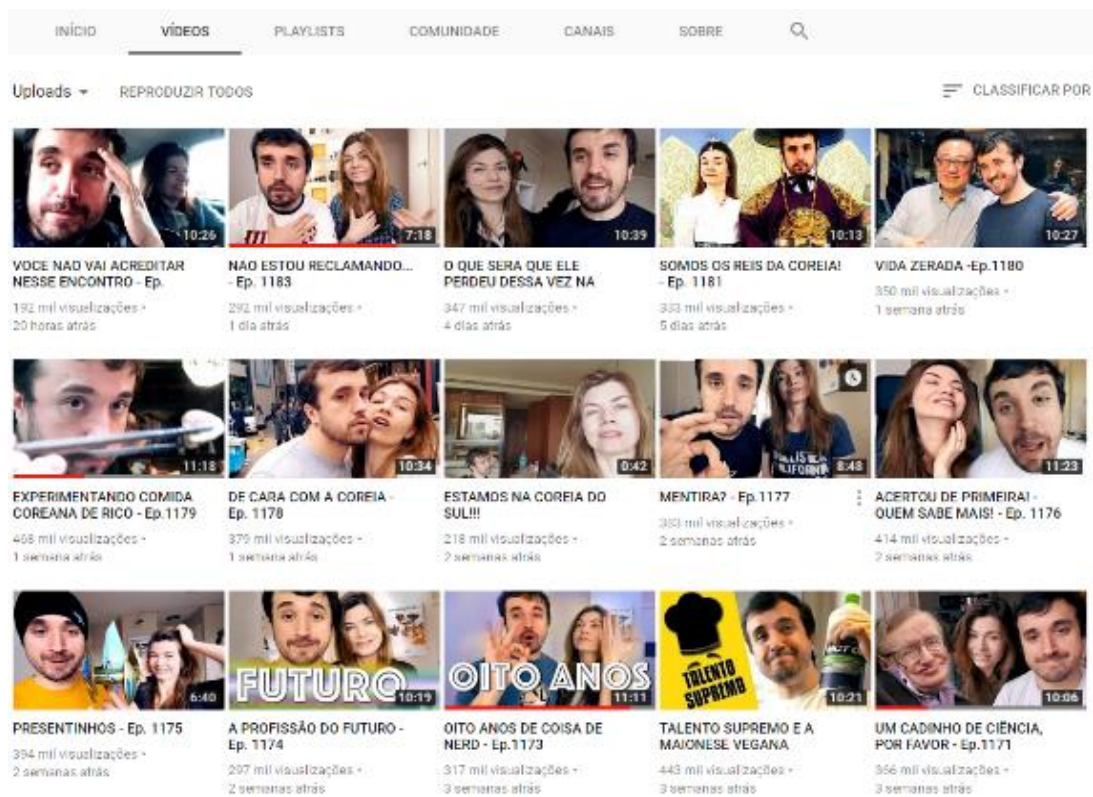 INÍCIO VÍDEOS PLAYLISTS COMUNIDADE CANAIS SOBRE
Uploads REPRODUZIR TODOS CLASSIFICAR POR
10:26 7:18 10:39 10:13 10:27
VOCE NAO VAI ACREDITAR
NESSE ENCONTRO - Ep.
192 mil visualizações •
20 horas atrás
NAO ESTOU RECLAMANDO...
- Ep. 1183
292 mil visualizações •
1 dia atrás
O QUE SERA QUE ELE
PERDEU DESSA VEZ NA
347 mil visualizações •
4 dias atrás
SOMOS OS REIS DA COREIA!
- Ep. 1181
333 mil visualizações •
5 dias atrás
VIDA ZERADA -Ep.1180
350 mil visualizações •
1 semana atrás
11:18 10:34 0:42 8:48 11:23
EXPERIMENTANDO COMIDA
COREANA DE RICO - Ep.1179
468 mil visualizações •
1 semana atrás
DE CARA COM A COREIA -
Ep. 1178
379 mil visualizações •
1 semana atrás
ESTAMOS NA COREIA DO
SUL!!!
218 mil visualizações •
2 semanas atrás
MENTIRA? - Ep.1177
mil visualizações •
2 semanas atrás
ACERTOU DE PRIMEIRA! -
QUEM SABE MAIS! - Ep. 1176
414 mil visualizações •
2 semanas atrás
6:40
FUTURO 10:19
OITO ANOS 11:11
TALENTO
SUPREMO 10:21
10:06
PRESENTINHOS - Ep. 1175
394 mil visualizações •
2 semanas atrás
A PROFISSÃO DO FUTURO -
Ep. 1174
297 mil visualizações •
2 semanas atrás
OITO ANOS DE COISA DE
NERD - Ep.1173
317 mil visualizações •
3 semanas atrás
TALENTO SUPREMO E A
MAIONESE VEGANA
443 mil visualizações •
3 semanas atrás
UM CADINHO DE CIÊNCIA,
POR FAVOR - Ep.1171
366 mil visualizações •
3 semanas atrás